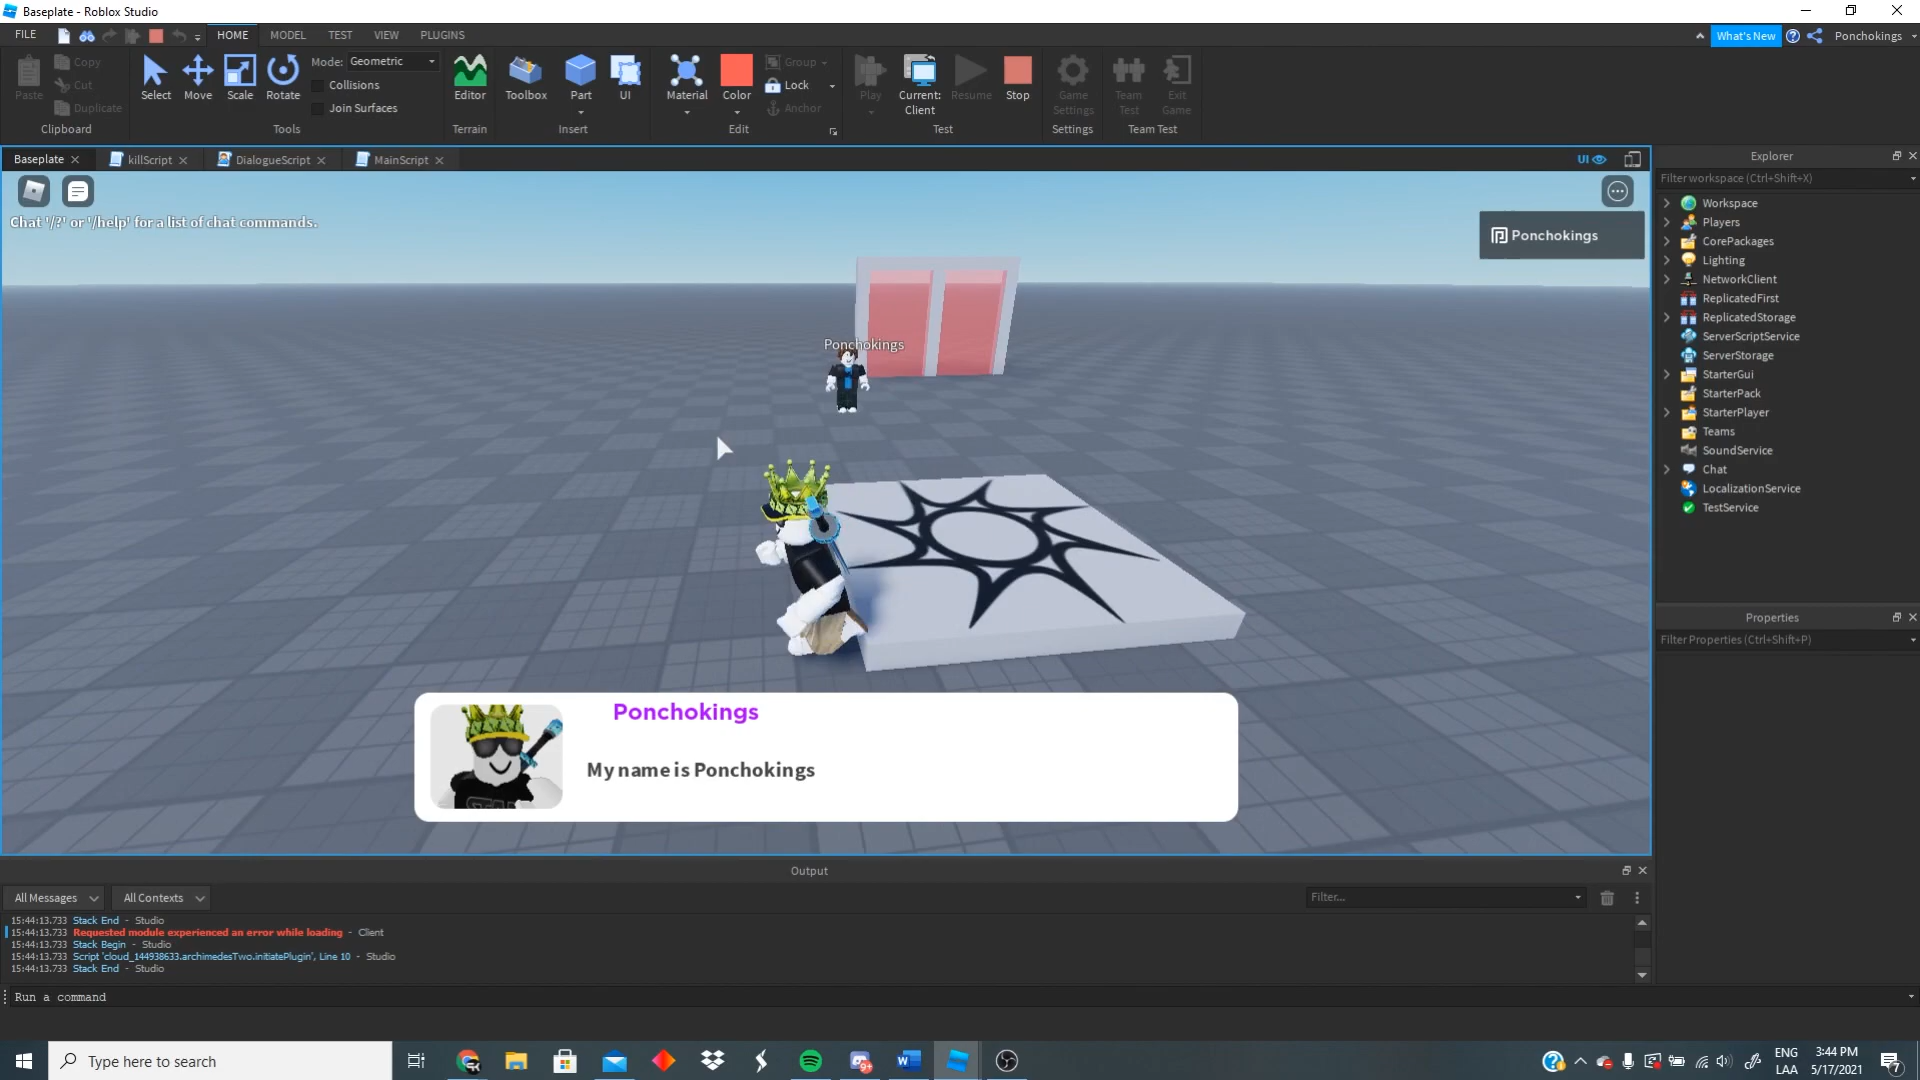 Baseplate - Roblox Studio
FILE HOME MODEL TEST VIEW PLUGINS What's New Ponchokings
Paste Copy Cut Duplicate Clipboard
Select Move Scale Rotate Mode: Geometric Collisions Join Surfaces Tools
Editor Terrain
Toolbox Part UI Insert
Material Color Group Lock Anchor Edit
Play Current: Client Resume Stop Test
Game Settings Settings
Team Test Exit Game Team Test
Baseplate killScript DialogueScript MainScript UI
Chat '/?' or '/help' for a list of chat commands.
Ponchokings
Ponchokings
Ponchokings
My name is Ponchokings
Explorer
Filter workspace (Ctrl+Shift+X)
Workspace
Players
CorePackages
Lighting
NetworkClient
ReplicatedFirst
ReplicatedStorage
ServerScriptService
ServerStorage
StarterGui
StarterPack
StarterPlayer
Teams
SoundService
Chat
LocalizationService
TestService
Properties
Filter Properties (Ctrl+Shift+P)
Output
All Messages All Contexts Filter...
15:44:13.733 Stack End - Studio
15:44:13.733 Requested module experienced an error while loading - Client
15:44:13.733 Stack Begin - Studio
15:44:13.733 Script 'cloud_144938633.archimedesTwo.initiatePlugin', Line 10 - Studio
15:44:13.733 Stack End - Studio
Run a command
Type here to search
9+
ENG
LAA
3:44 PM
5/17/2021
7